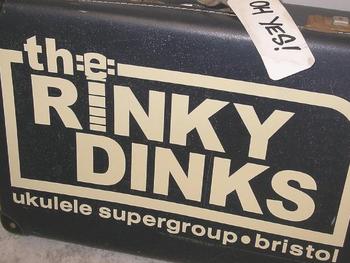 OH YES!
the
RINKY
DINKS
ukulele supergroup•bristol